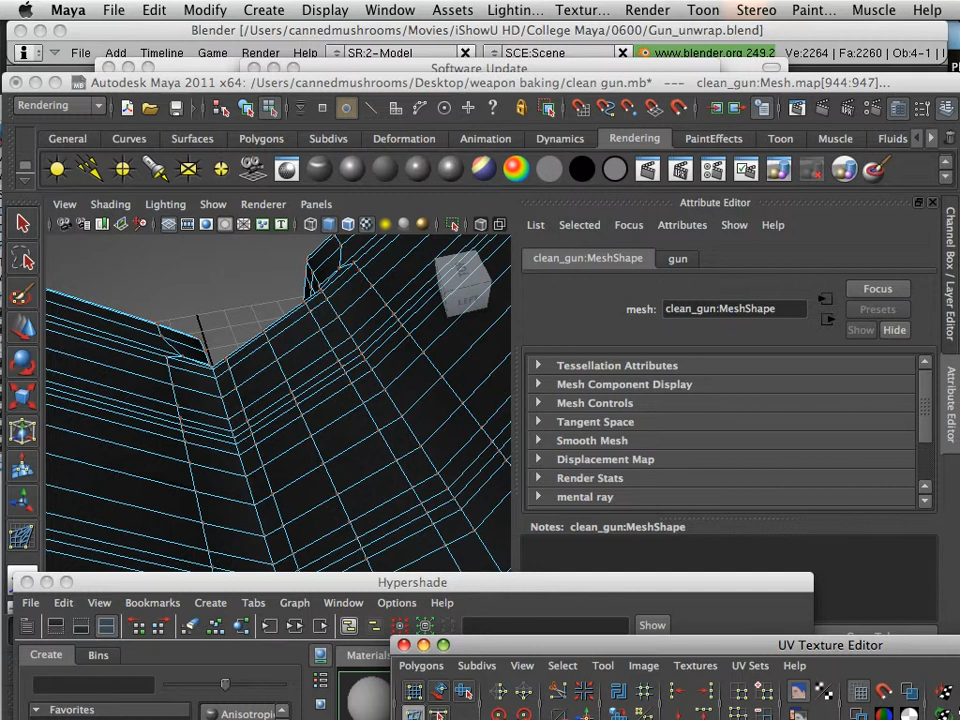 Maya File Edit Modify Create Display Window Assets Lightin... Textur... Render Toon Stereo Paint... Muscle Help
Blender [/Users/cannedmushrooms/Movies/iShowU HD/College Maya/0600/Gun_unwrap.blend]
File Add Timeline Game Render Help SR:2-Model SCE:Scene www.blender.org 249.2 Ve:2264 | Fa:2260 | Ob:4-1 |
Software Update
Autodesk Maya 2011 x64: /Users/cannedmushrooms/Desktop/weapon baking/clean gun.mb* --- clean_gun:Mesh.map[944:947]...
Rendering
General Curves Surfaces Polygons Subdivs Deformation Animation Dynamics Rendering PaintEffects Toon Muscle Fluids
View Shading Lighting Show Renderer Panels
Attribute Editor
List Selected Focus Attributes Show Help
clean_gun:MeshShape gun
Focus
mesh: clean_gun:MeshShape
Presets
Show Hide
LEFT
Tessellation Attributes
Mesh Component Display
Mesh Controls
Tangent Space
Smooth Mesh
Displacement Map
Render Stats
mental ray
Notes: clean_gun:MeshShape
Channel Box / Layer Editor
Attribute Editor
Hypershade
File Edit View Bookmarks Create Tabs Graph Window Options Help
Show
Create Bins
Materials
Favorites
Anisotropi
UV Texture Editor
Polygons Subdivs View Select Tool Image Textures UV Sets Help